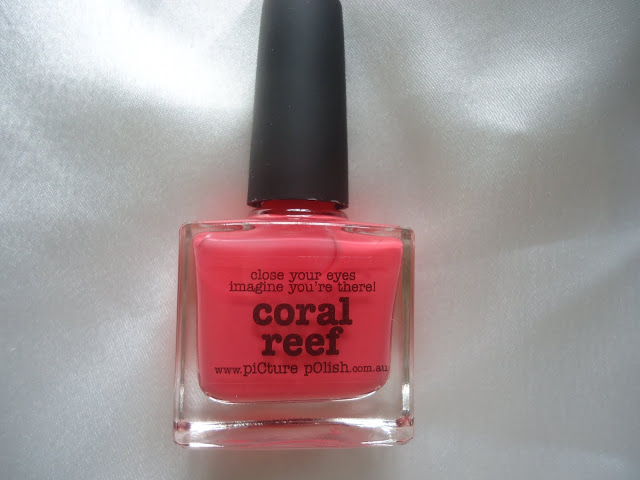 close your eyes
imagine you're there!
coral
reef
www.piCture pOlish.com.au